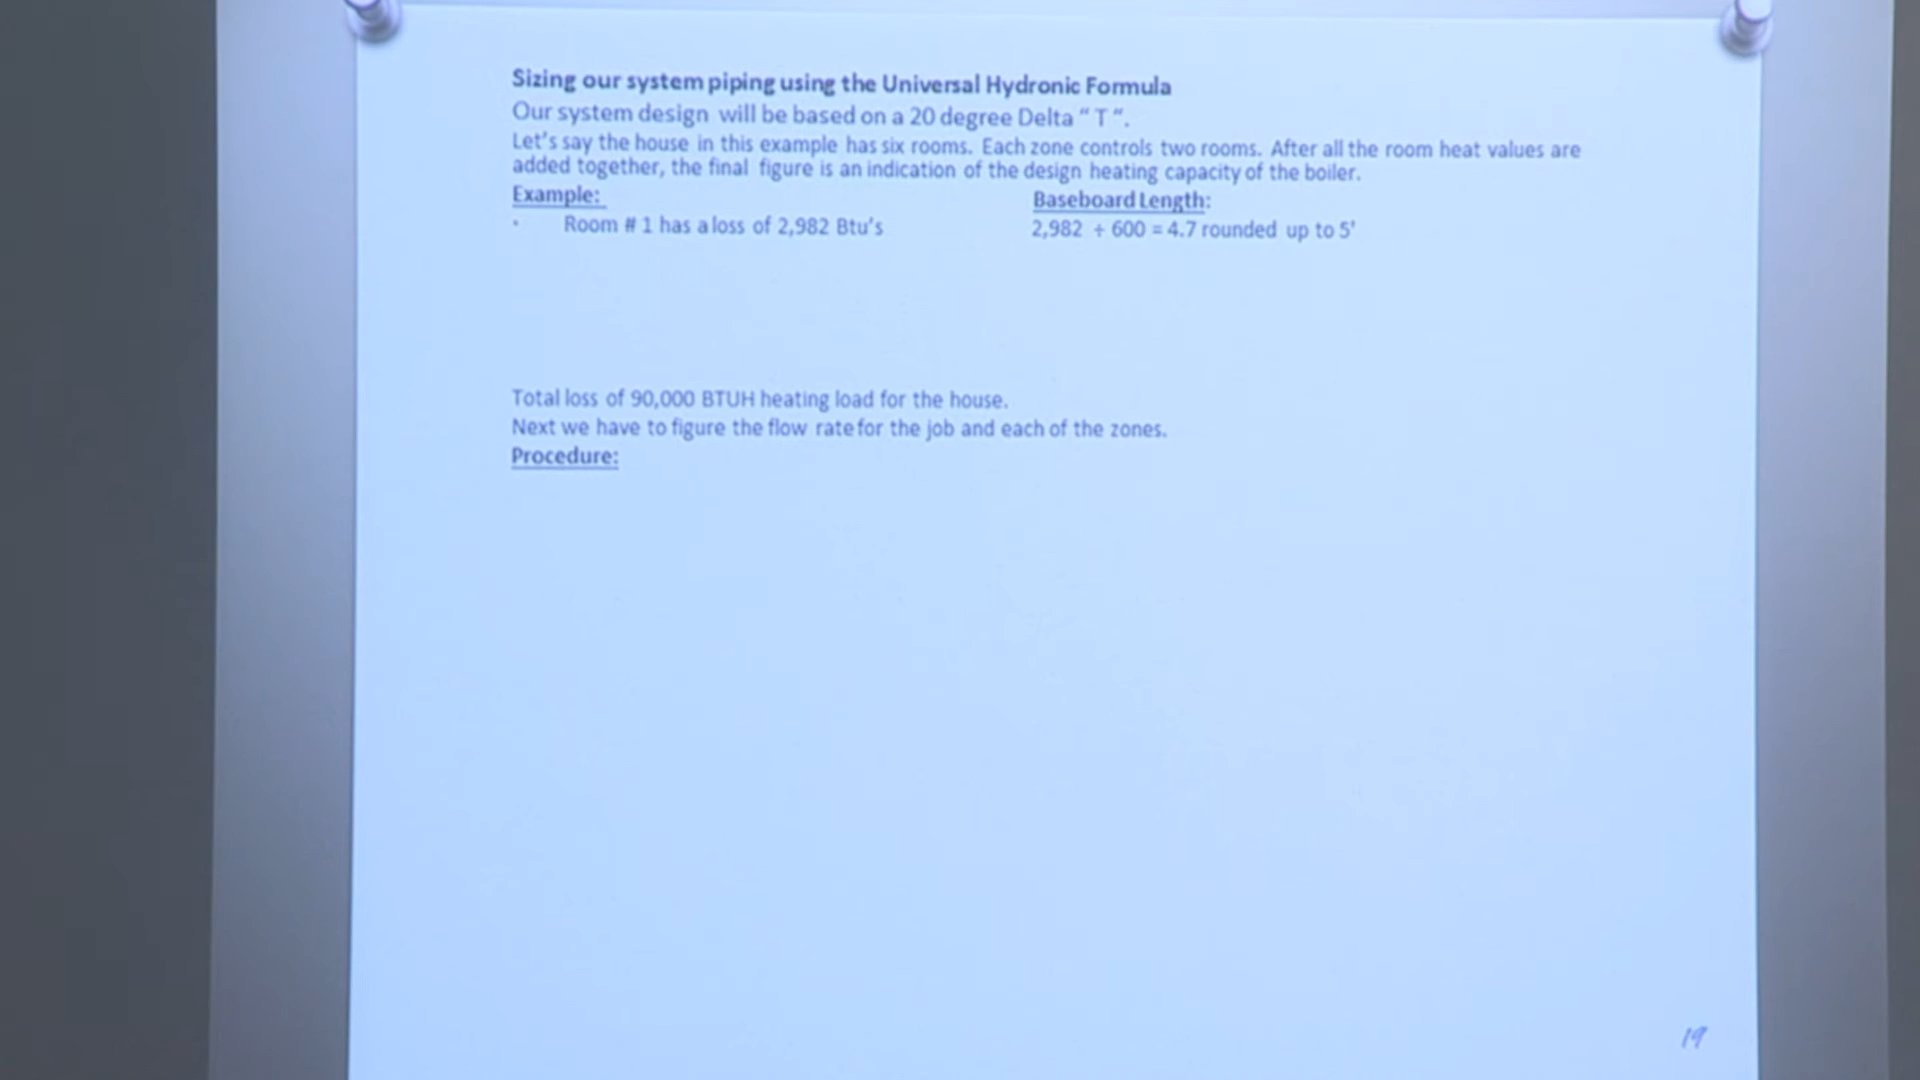 Sizing our system piping using the Universal Hydronic Formula
Our system design will be based on a 20 degree Delta “ T “.
Let’s say the house in this example has six rooms. Each zone controls two rooms. After all the room heat values are
added together, the final figure is an indication of the design heating capacity of the boiler.
Example: Baseboard Length:
· Room # 1 has a loss of 2,982 Btu’s 2,982 ÷ 600 = 4.7 rounded up to 5’
Total loss of 90,000 BTUH heating load for the house.
Next we have to figure the flow rate for the job and each of the zones.
Procedure:
19